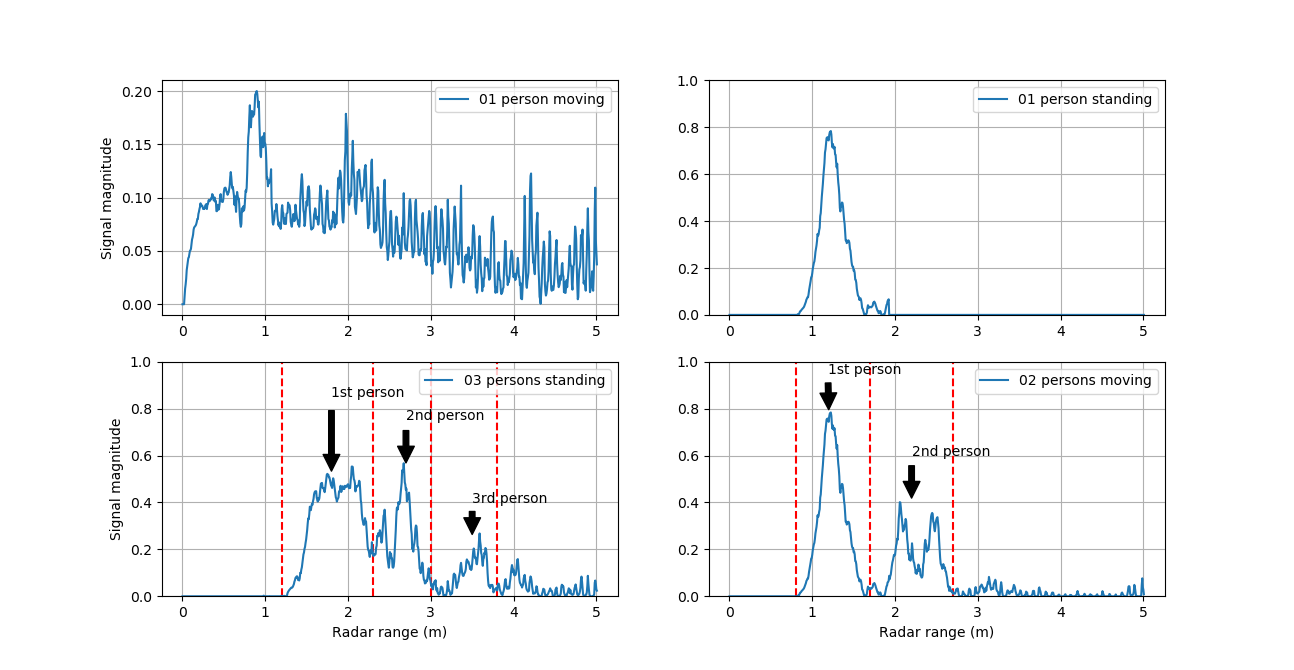 01 person moving
Signal magnitude
0.20
0.15
0.10
0.05
0.00
0 1 2 3 4 5
01 person standing
1.0
0.8
0.6
0.4
0.2
0.0
0 1 2 3 4 5
03 persons standing
1st person
2nd person
3rd person
Signal magnitude
1.0
0.8
0.6
0.4
0.2
0.0
0 1 2 3 4 5
Radar range (m)
02 persons moving
1st person
2nd person
1.0
0.8
0.6
0.4
0.2
0.0
0 1 2 3 4 5
Radar range (m)